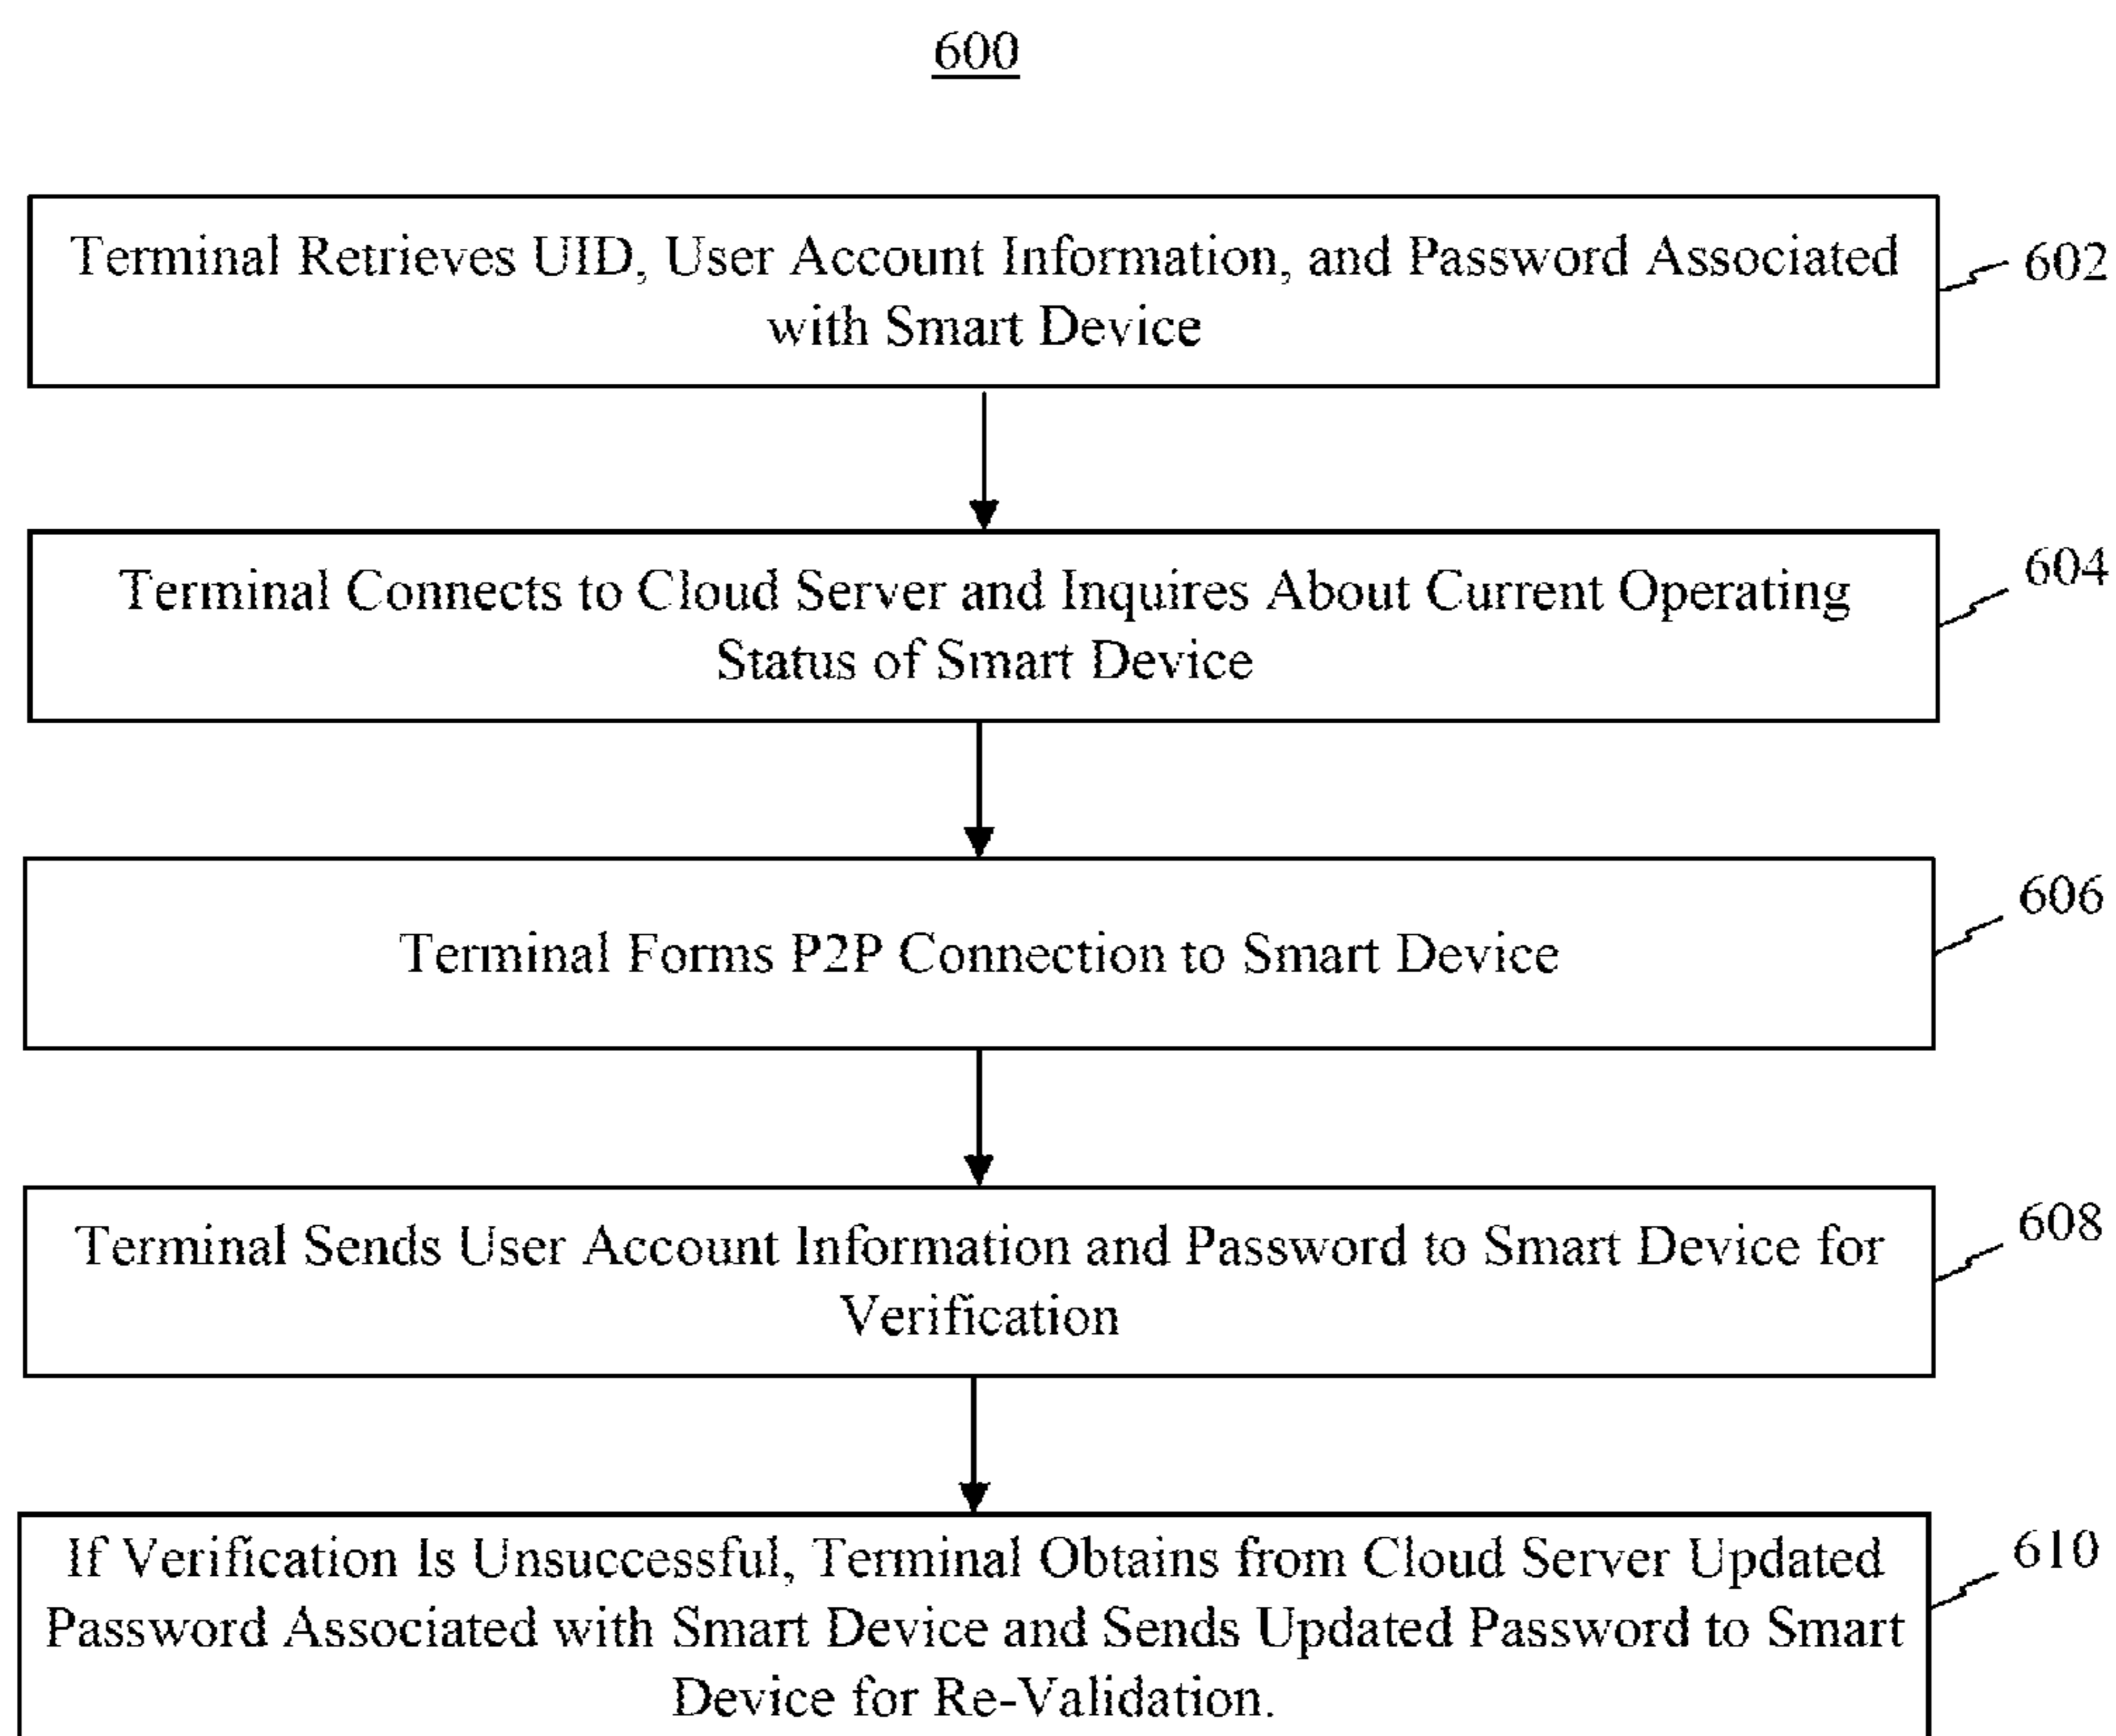 600
Terminal Retrieves UID, User Account Information, and Password Associated
with Smart Device
602
Terminal Connects to Cloud Server and Inquires About Current Operating
Status of Smart Device
604
Terminal Forms P2P Connection to Smart Device
606
Terminal Sends User Account Information and Password to Smart Device for
Verification
608
If Verification Is Unsuccessful, Terminal Obtains from Cloud Server Updated
Password Associated with Smart Device and Sends Updated Password to Smart
Device for Re-Validation.
610